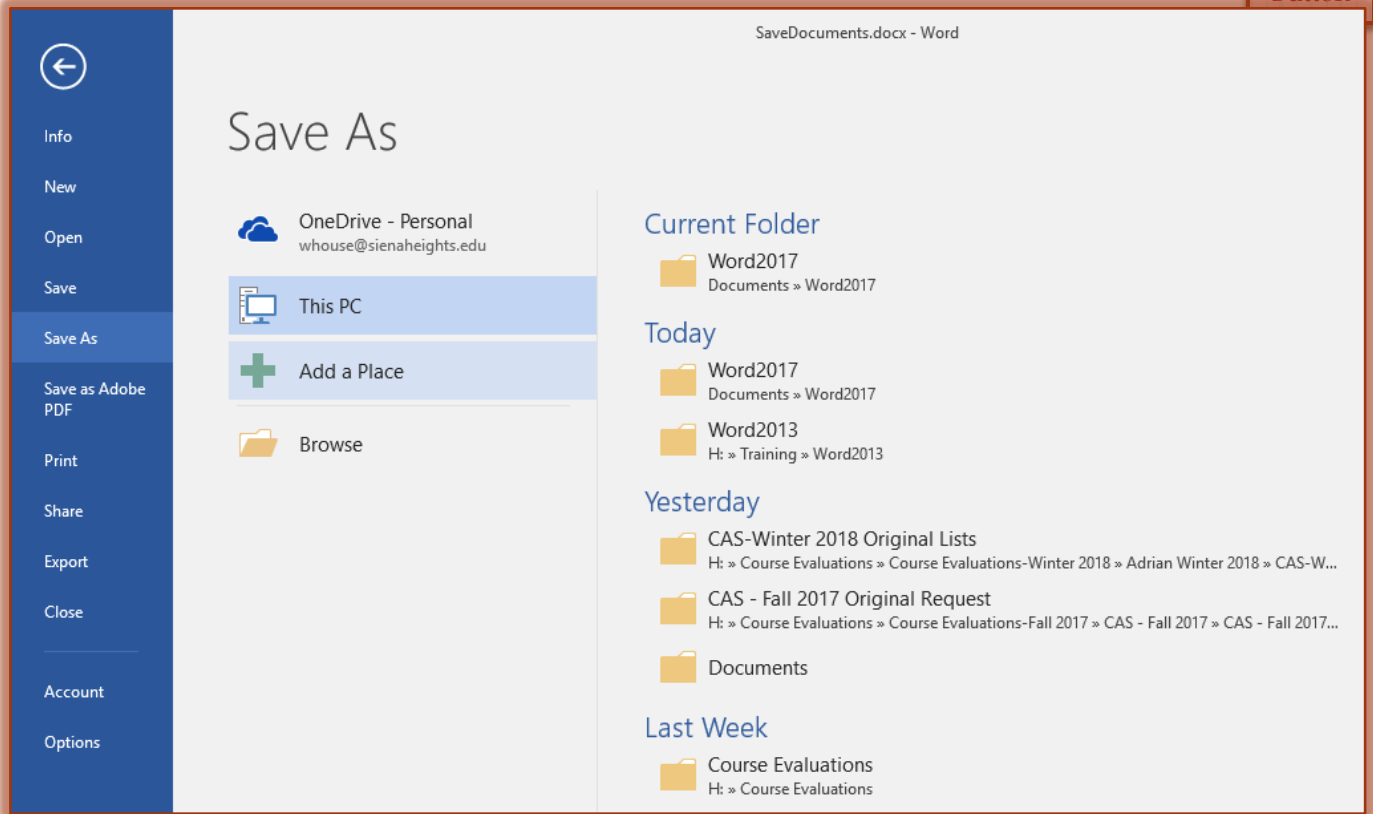 SaveDocuments.docx - Word
Info
New
Open
Save
Save As
Save as Adobe
PDF
Print
Share
Export
Close
Account
Options
Save As
OneDrive - Personal
whouse@sienaheights.edu
This PC
Add a Place
Browse
Current Folder
Word2017
Documents » Word2017
Today
Word2017
Documents » Word2017
Word2013
H: » Training » Word2013
Yesterday
CAS-Winter 2018 Original Lists
H: » Course Evaluations » Course Evaluations-Winter 2018 » Adrian Winter 2018 » CAS-W...
CAS - Fall 2017 Original Request
H: » Course Evaluations » Course Evaluations-Fall 2017 » CAS - Fall 2017 » CAS - Fall 2017...
Documents
Last Week
Course Evaluations
H: » Course Evaluations